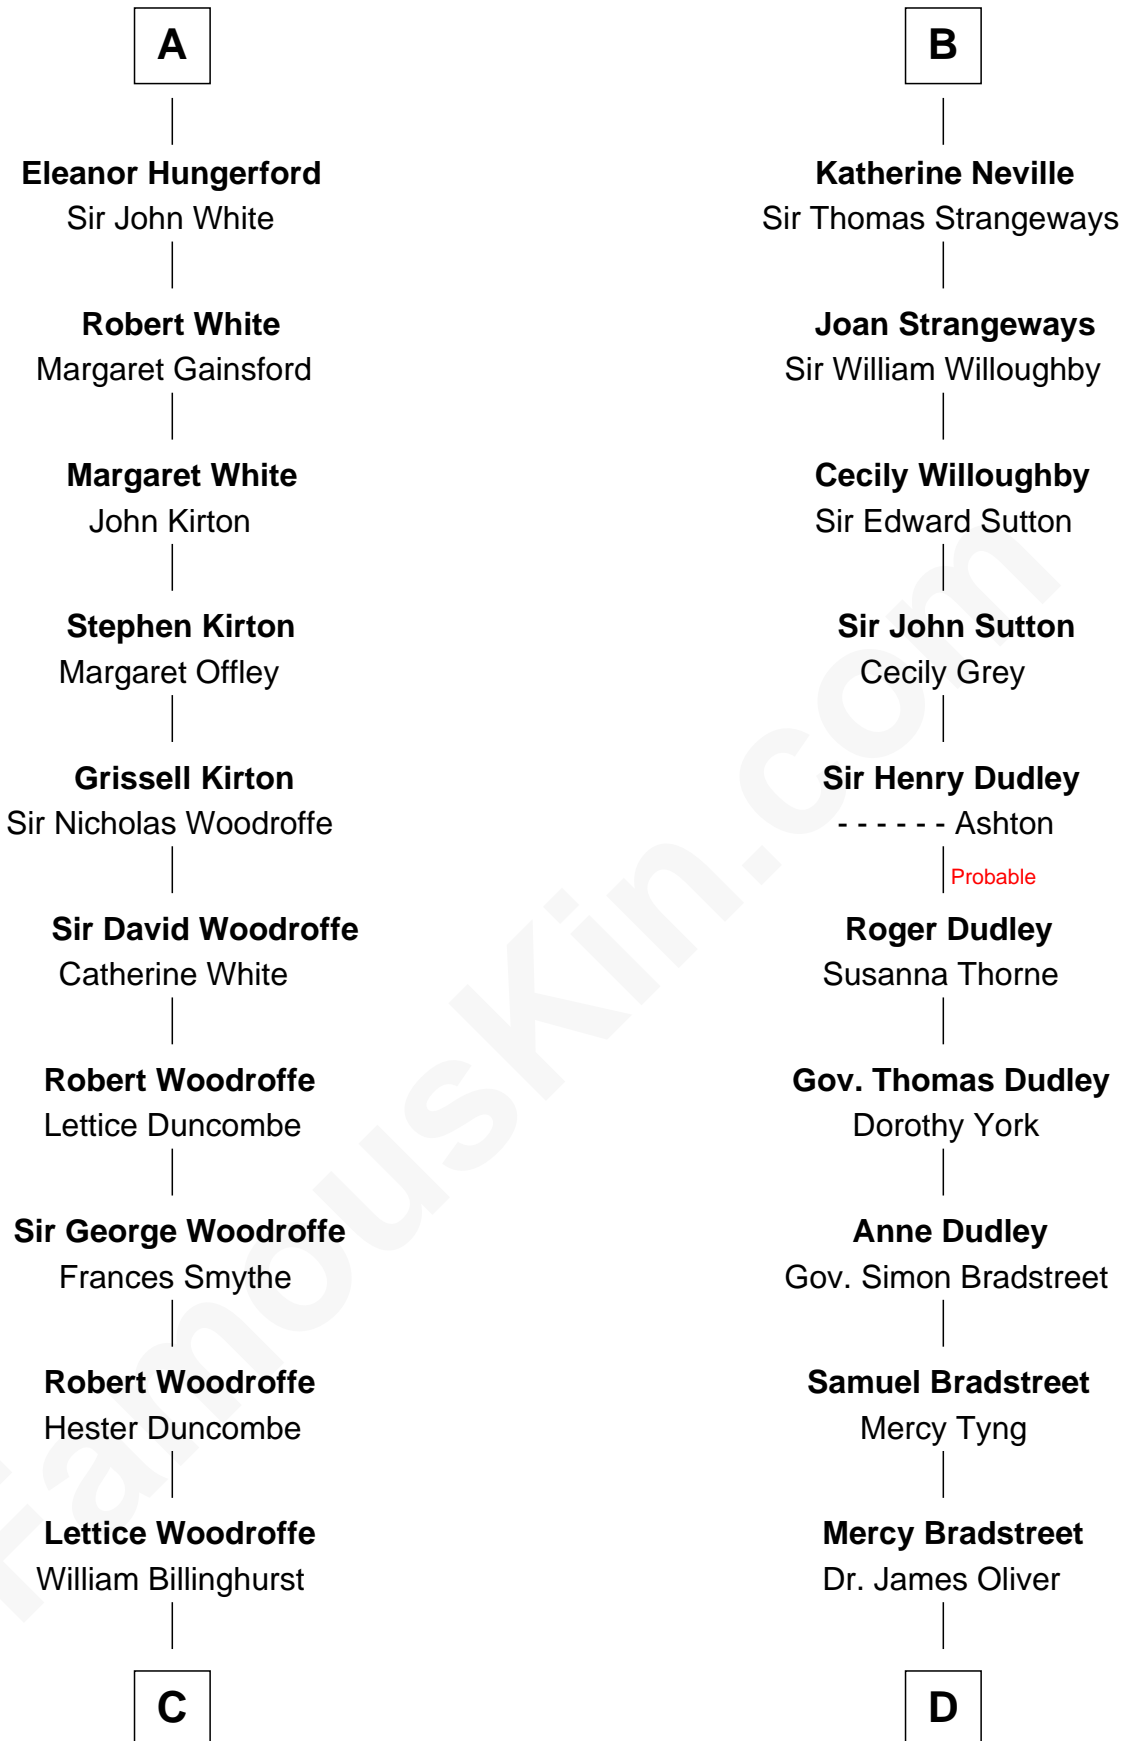 A
Eleanor Hungerford
Sir John White
Robert White
Margaret Gainsford
Margaret White
John Kirton
Stephen Kirton
Margaret Offley
Grissell Kirton
Sir Nicholas Woodroffe
Sir David Woodroffe
Catherine White
Robert Woodroffe
Lettice Duncombe
Sir George Woodroffe
Frances Smythe
Robert Woodroffe
Hester Duncombe
Lettice Woodroffe
William Billinghurst
C
B
Katherine Neville
Sir Thomas Strangeways
Joan Strangeways
Sir William Willoughby
Cecily Willoughby
Sir Edward Sutton
Sir John Sutton
Cecily Grey
Sir Henry Dudley
- - - - - - Ashton
Probable
Roger Dudley
Susanna Thorne
Gov. Thomas Dudley
Dorothy York
Anne Dudley
Gov. Simon Bradstreet
Samuel Bradstreet
Mercy Tyng
Mercy Bradstreet
Dr. James Oliver
D
FamousKin.com